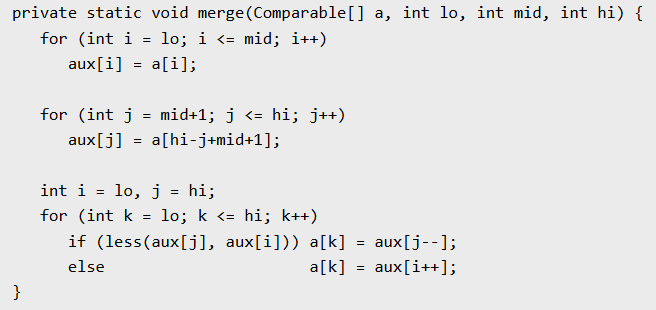 private static void merge(Comparable[] a, int lo, int mid, int hi) {
   for (int i = lo; i <= mid; i++)
      aux[i] = a[i];

   for (int j = mid+1; j <= hi; j++)
      aux[j] = a[hi-j+mid+1];

   int i = lo, j = hi;
   for (int k = lo; k <= hi; k++)
      if (less(aux[j], aux[i])) a[k] = aux[j--];
      else                      a[k] = aux[i++];
}